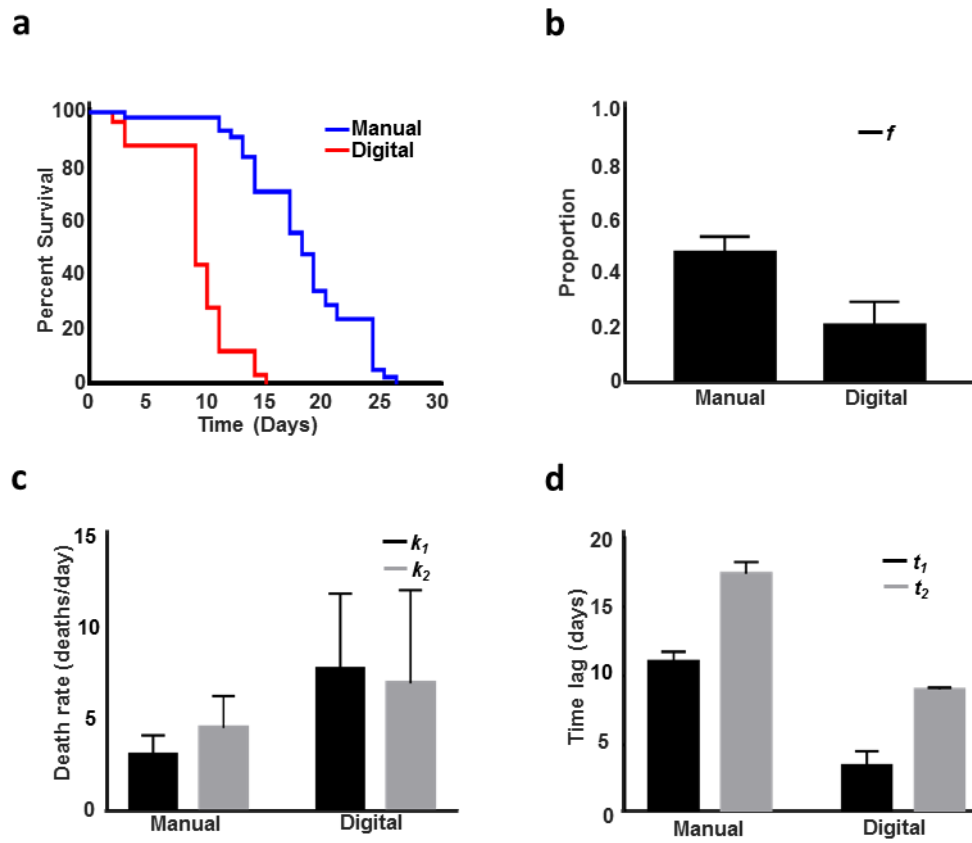 a
100
80
60
40
20
0
Percent Survival
Manual
Digital
0 5 10 15 20 25 30
Time (Days)
b
1.0
0.8
0.6
0.4
0.2
0
Proportion
f
Manual Digital
c
15
10
5
0
Death rate (deaths/day)
k1
k2
Manual Digital
d
20
15
10
5
0
Time lag (days)
t1
t2
Manual Digital